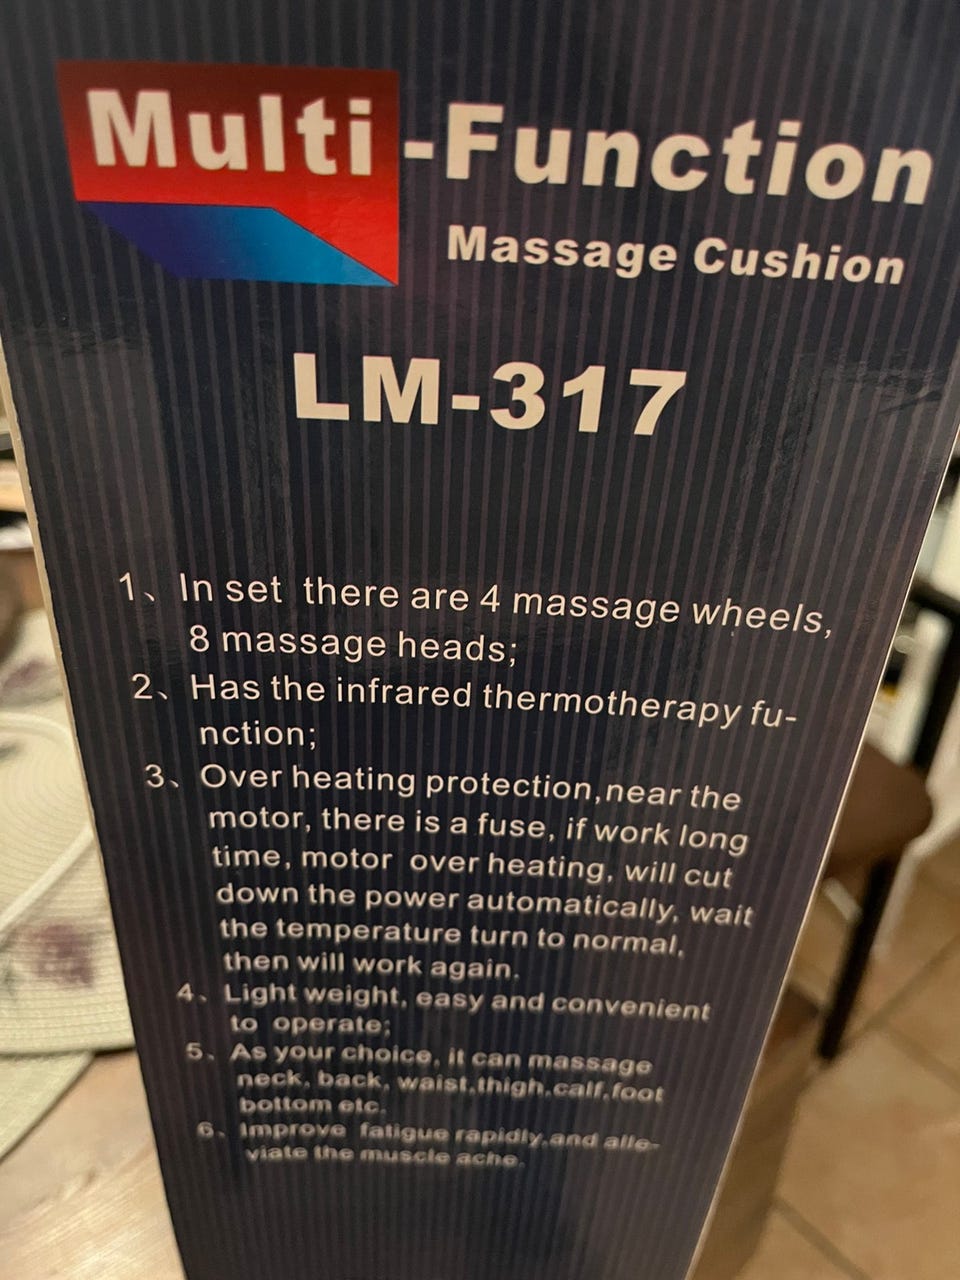 Multi-Function
Massage Cushion
LM-317
1、In set there are 4 massage wheels,
8 massage heads;
2、Has the infrared thermotherapy fu-
nction;
3、Over heating protection,near the
motor, there is a fuse, if work long
time, motor over heating, will cut
down the power automatically, wait
the temperature turn to normal,
then will work again.
4、Light weight, easy and convenient
to operate;
5、As your choice, it can massage
neck, back, waist,thigh,calf,foot
bottom etc.
6、Improve fatigue rapidly,and alle-
viate the muscle ache.